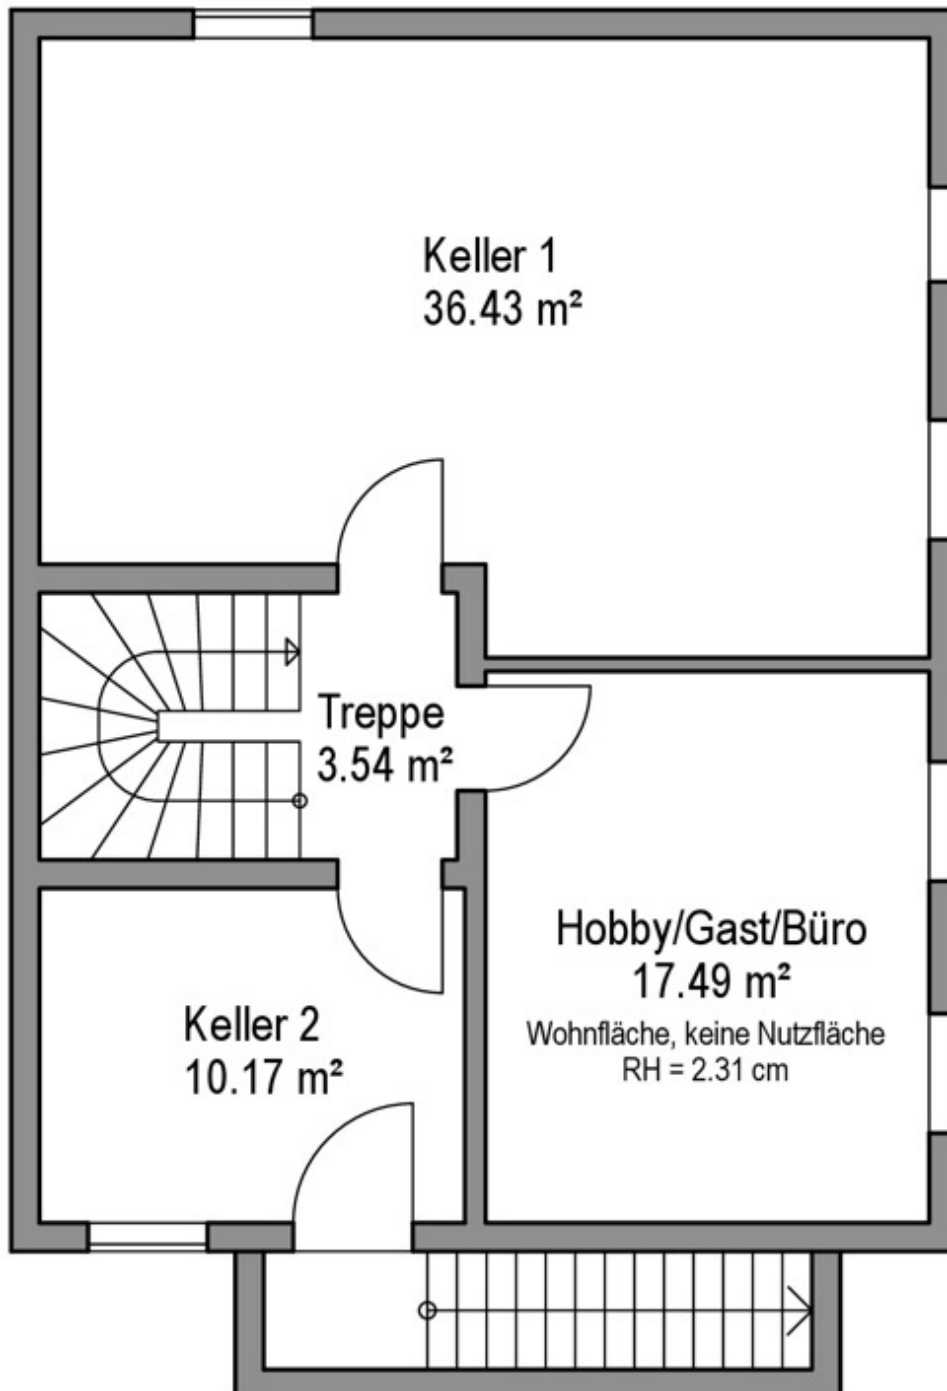 Keller 1
36.43 m²
Treppe
3.54 m²
Hobby/Gast/Büro
17.49 m²
Wohnfläche, keine Nutzfläche
RH = 2.31 cm
Keller 2
10.17 m²